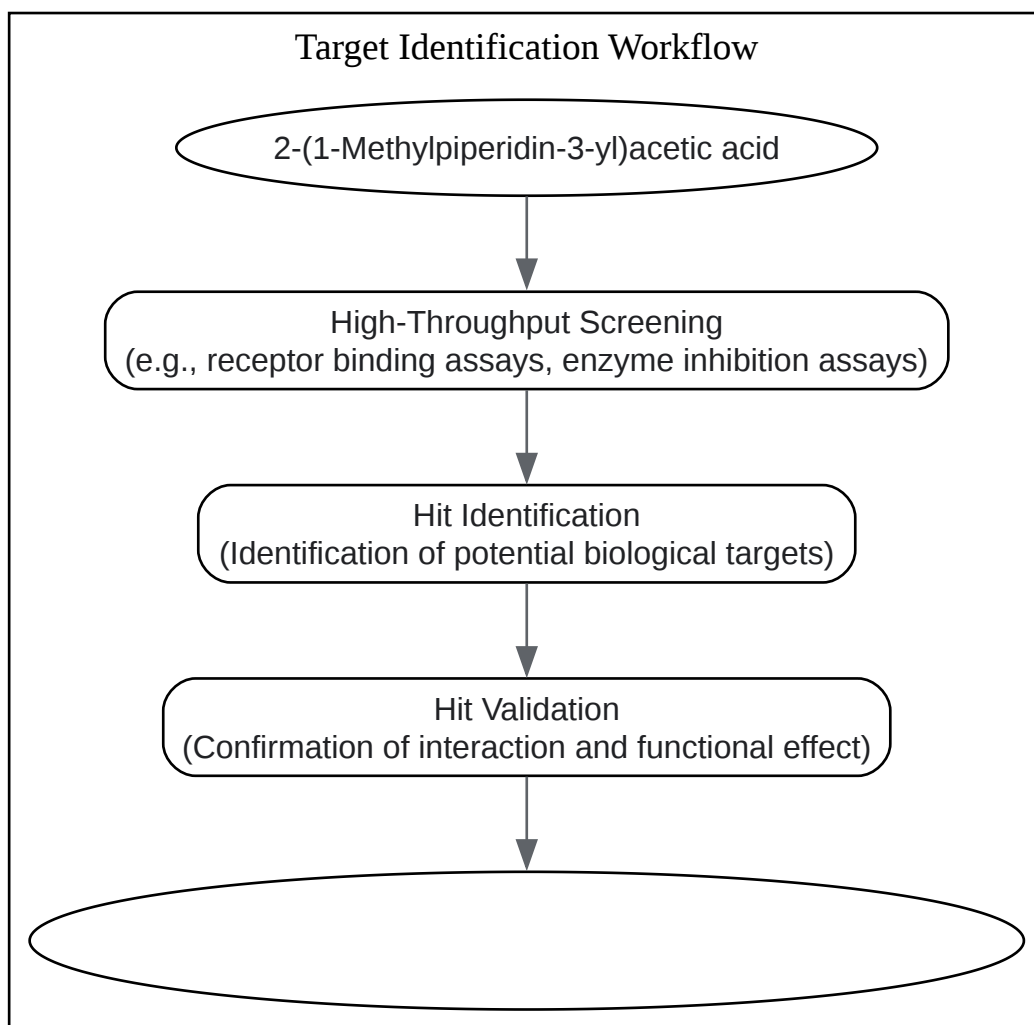 Target Identification Workflow
2-(1-Methylpiperidin-3-yl)acetic acid
High-Throughput Screening
(e.g., receptor binding assays, enzyme inhibition assays)
Hit Identification
(Identification of potential biological targets)
Hit Validation
(Confirmation of interaction and functional effect)